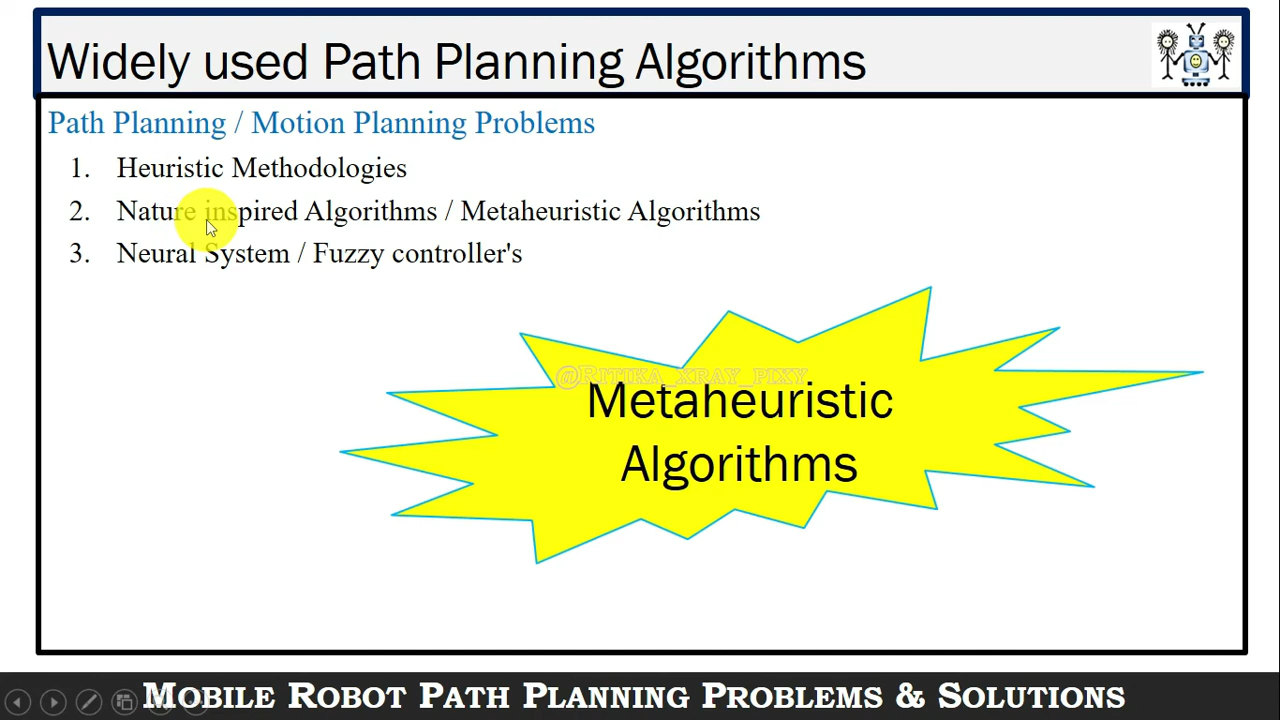 Widely used Path Planning Algorithms
Path Planning / Motion Planning Problems
1. Heuristic Methodologies
2. Nature inspired Algorithms / Metaheuristic Algorithms
3. Neural System / Fuzzy controller's
@Ritika_xray_pixy
Metaheuristic
Algorithms
Mobile Robot Path Planning Problems & Solutions